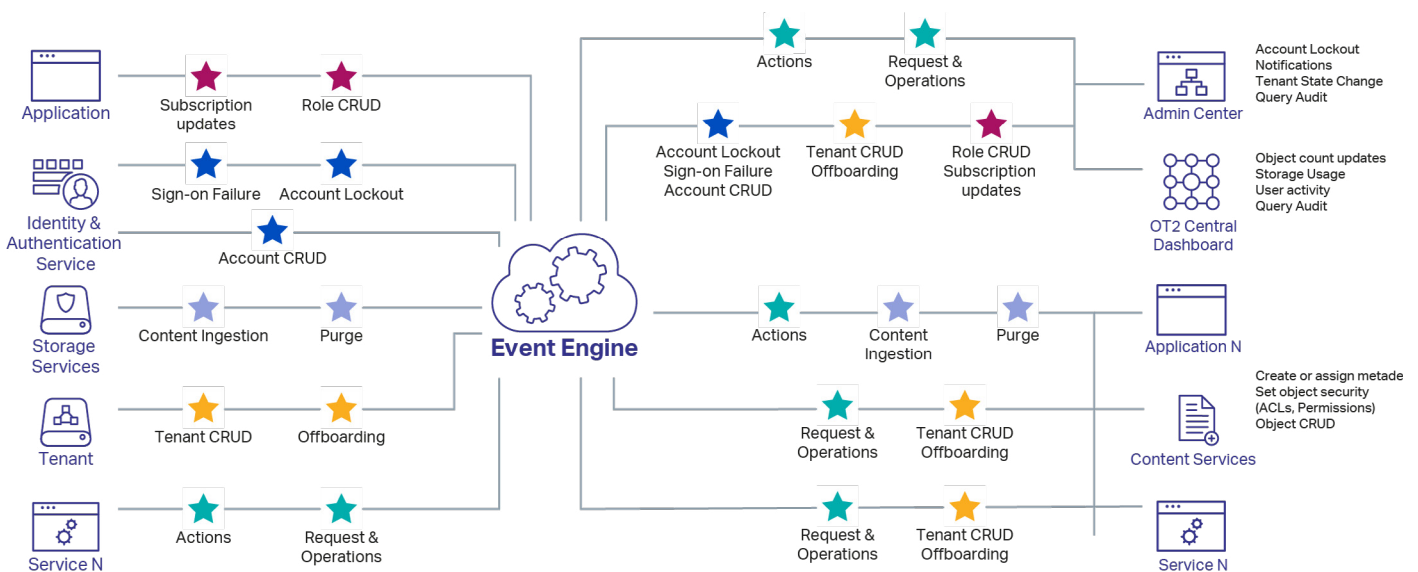 Application
Subscription
updates
Role CRUD
Identity &
Authentication
Service
Sign-on Failure
Account Lockout
Account CRUD
Storage
Services
Content Ingestion
Purge
Tenant
Tenant CRUD
Offboarding
Service N
Actions
Request &
Operations
Event Engine
Actions
Request &
Operations
Account Lockout
Sign-on Failure
Account CRUD
Tenant CRUD
Offboarding
Role CRUD
Subscription
updates
Admin Center
Account Lockout
Notifications
Tenant State Change
Query Audit
OT2 Central
Dashboard
Object count updates
Storage Usage
User activity
Query Audit
Actions
Content
Ingestion
Purge
Application N
Request &
Operations
Tenant CRUD
Offboarding
Content Services
Create or assign metade
Set object security
(ACLs, Permissions)
Object CRUD
Request &
Operations
Tenant CRUD
Offboarding
Service N